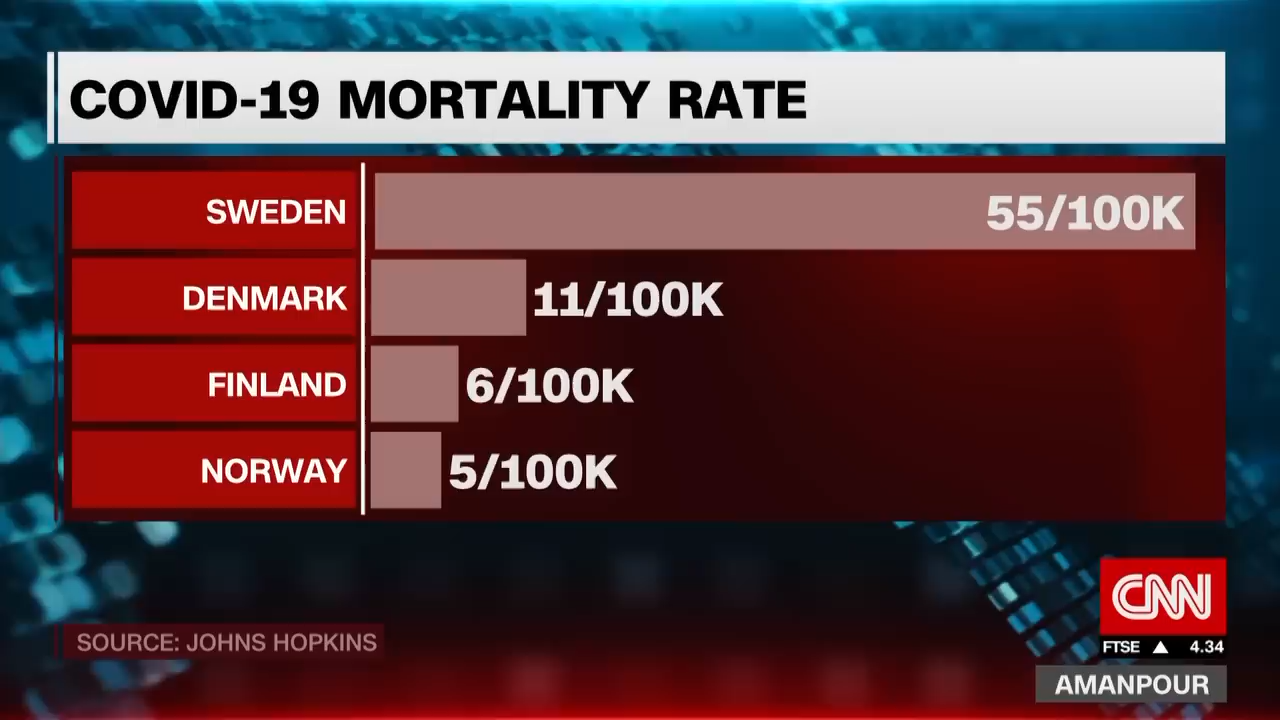 COVID-19 MORTALITY RATE
SWEDEN 55/100K
DENMARK 11/100K
FINLAND 6/100K
NORWAY 5/100K
SOURCE: JOHNS HOPKINS
CNN
FTSE ▲ 4.34
AMANPOUR